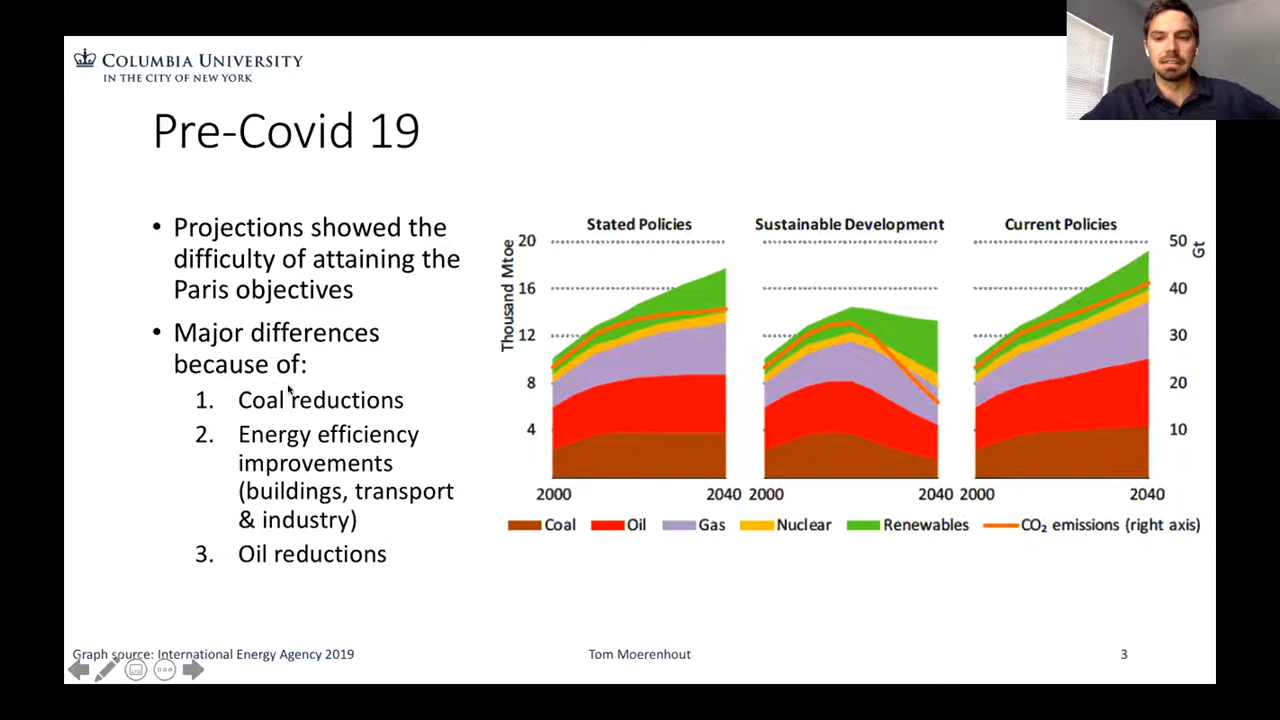 COLUMBIA UNIVERSITY
IN THE CITY OF NEW YORK
Pre-Covid 19
• Projections showed the
difficulty of attaining the
Paris objectives
• Major differences
because of:
1. Coal reductions
2. Energy efficiency
improvements
(buildings, transport
& industry)
3. Oil reductions
Stated Policies
Sustainable Development
Current Policies
Thousand Mtoe
20
16
12
8
4
50
40
30
20
10
Gt
2000
2040
2000
2040
2000
2040
Coal
Oil
Gas
Nuclear
Renewables
CO₂ emissions (right axis)
Graph source: International Energy Agency 2019
Tom Moerenhout
3